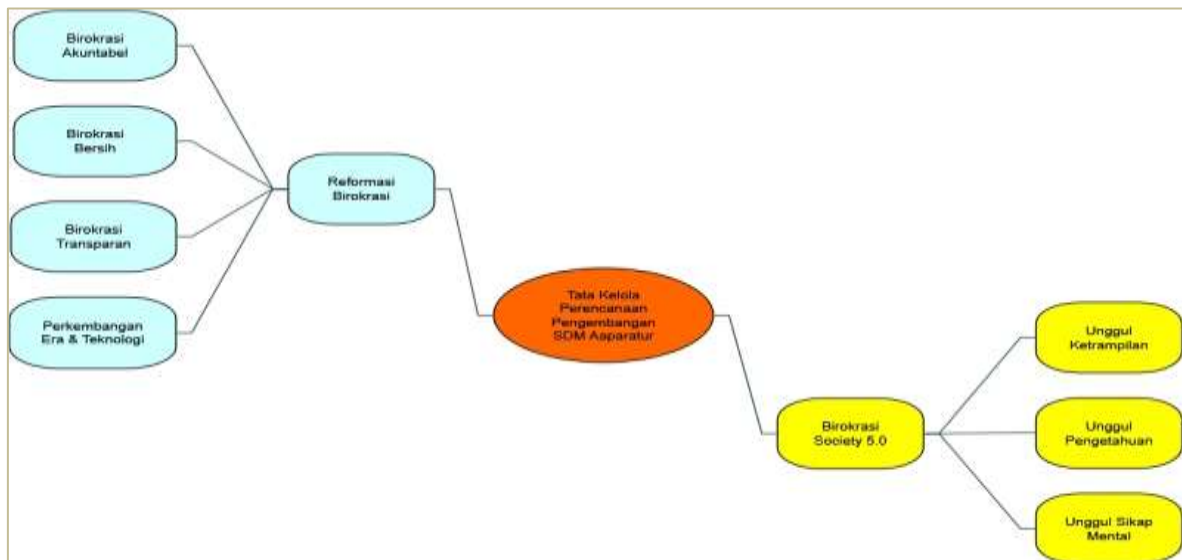 Birokrasi
Akuntabel
Birokrasi
Bersih
Birokrasi
Transparan
Perkembangan
Era & Teknologi
Reformasi
Birokrasi
Tata Kelola
Perencanaan
Pengembangan
SDM Aaparatur
Birokrasi
Society 5.0
Unggul
Ketrampilan
Unggul
Pengetahuan
Unggul Sikap
Mental